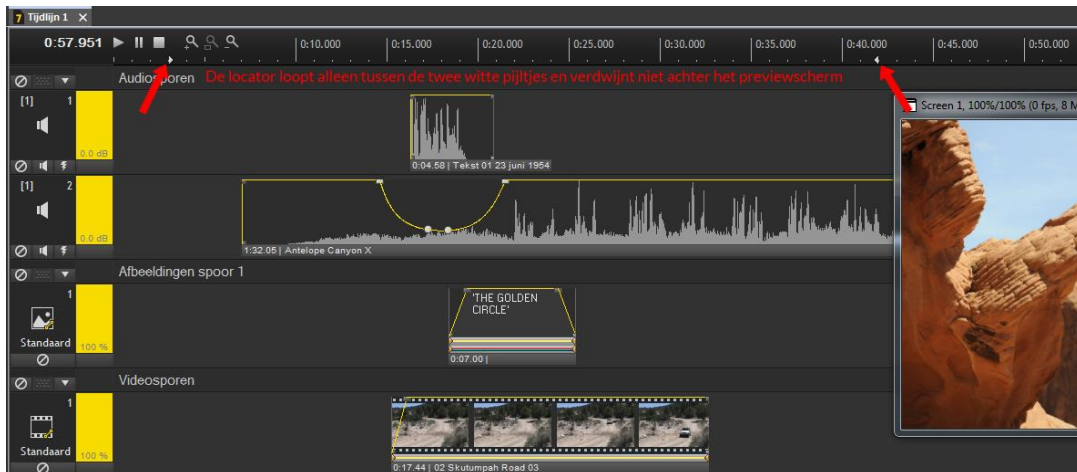 7 Tijdlijn 1 X
0:57.951
0:10.000 0:15.000 0:20.000 0:25.000 0:30.000 0:35.000 0:40.000 0:45.000 0:50.000
Audiosporen De locator loopt alleen tussen de twee witte pijltjes en verdwijnt niet achter het previewscherm
[1] 1
Screen 1, 100%/100% (0 fps, 8 M
0.0 dB
0:04.58 | Tekst 01 23 juni 1954
[1] 2
0.0 dB
1:32.05 | Antelope Canyon X
Afbeeldingen spoor 1
1
'THE GOLDEN
CIRCLE'
Standaard
100 %
0:07.00 |
Videosporen
1
Standaard
100 %
0:17.44 | 02 Skutumpah Road 03